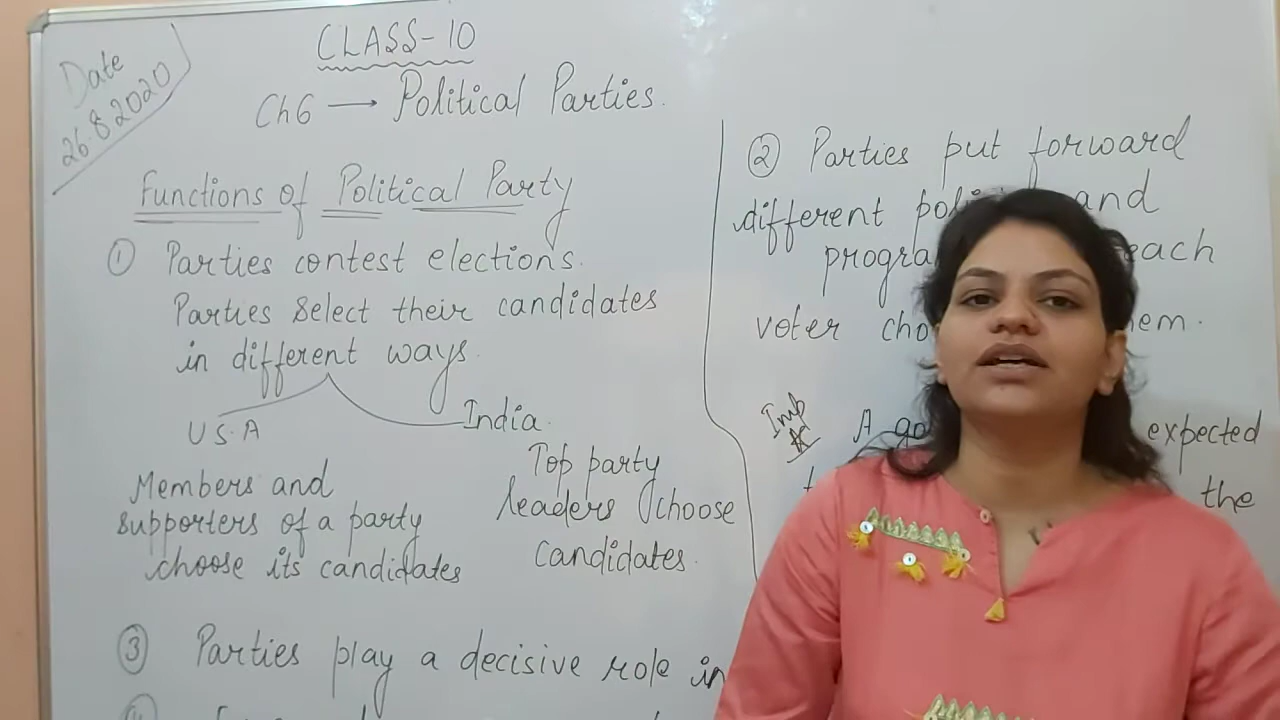 Date
26.8.2020
CLASS-10
Ch6 → Political Parties.
Functions of Political Party
① Parties contest elections.
Parties select their candidates
in different ways.
U.S.A
India.
Members and
supporters of a party
choose its candidates
Top party
leaders choose
candidates.
③ Parties play a decisive role in
② Parties put forward
different and
each
voter
Imp
A expected
the